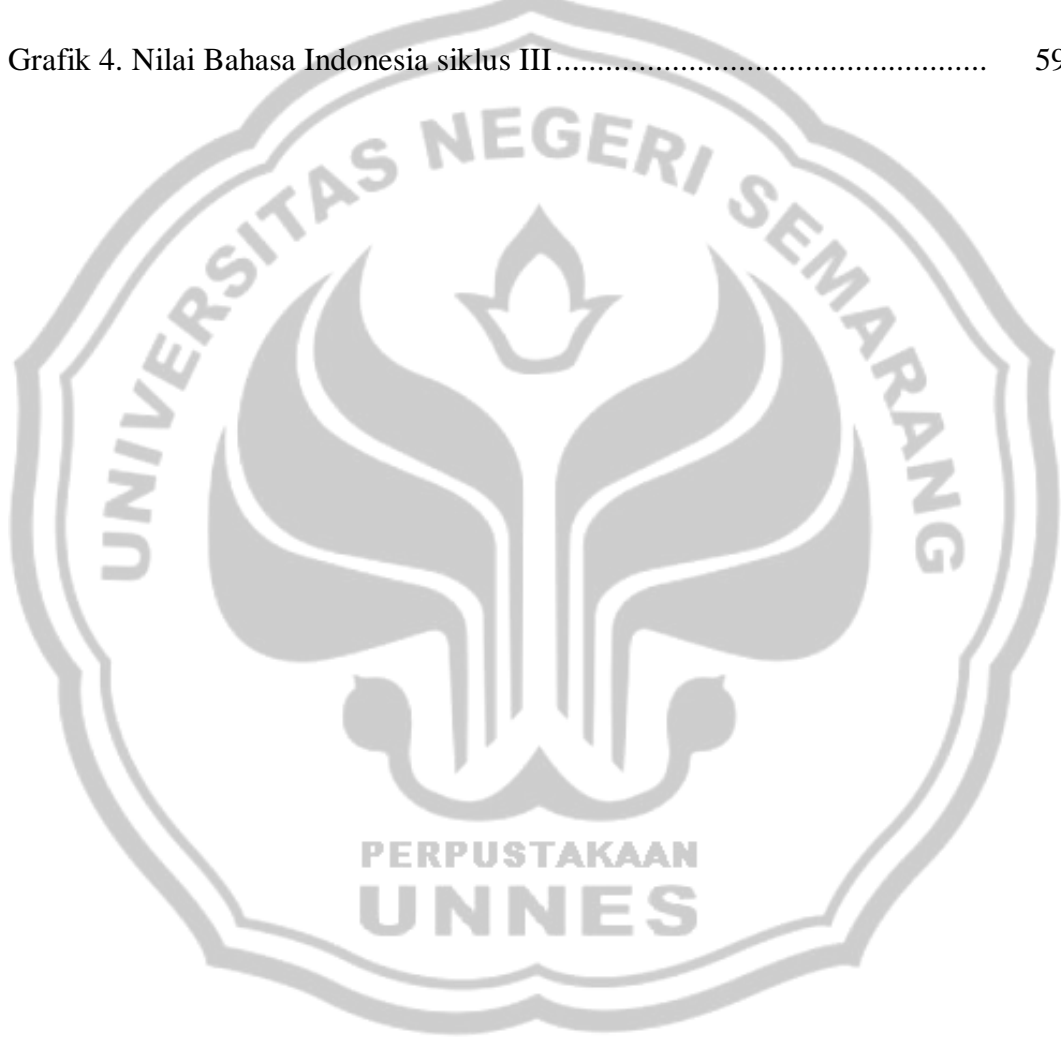 Grafik 4. Nilai Bahasa Indonesia siklus III................................................ 59
UNIVERSITAS NEGERI SEMARANG
PERPUSTAKAAN
UNNES